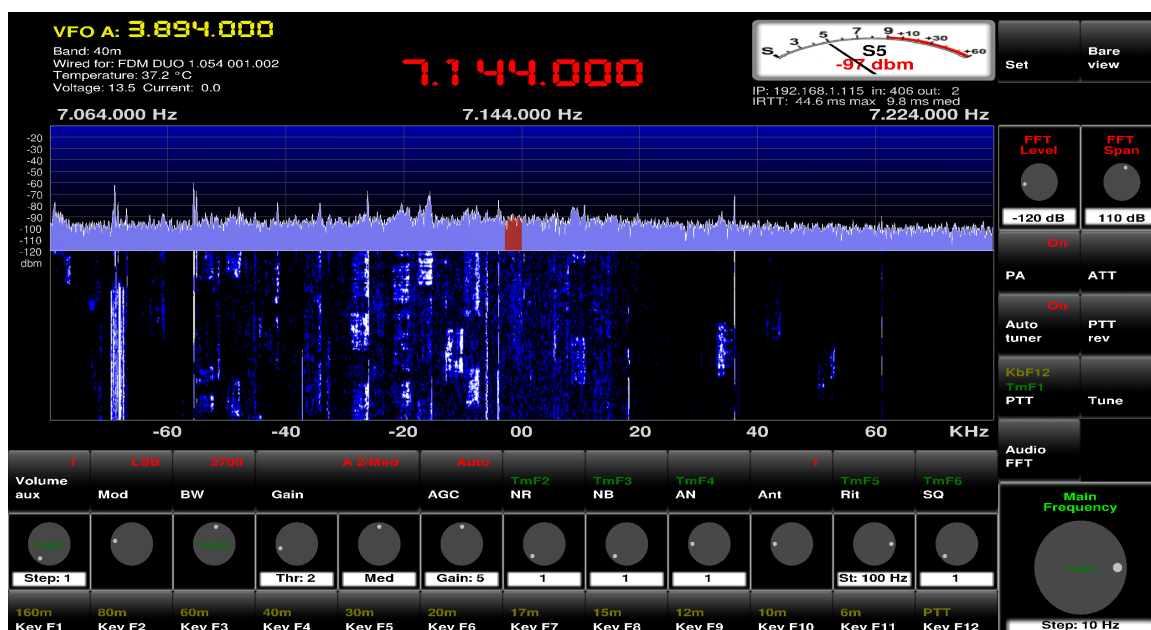 VFO A: 3.894.000
Band: 40m
Wired for: FDM DUO 1.054 001.002
Temperature: 37.2 °C
Voltage: 13.5 Current: 0.0
7.144.000
S 3 5 7 9 +10 +30 +60
S5
-97 dbm
IP: 192.168.1.115 in: 406 out: 2
IRTT: 44.6 ms max 9.8 ms med
Set
Bare
view
7.064.000 Hz 7.144.000 Hz 7.224.000 Hz
-20
-30
-40
-50
-60
-70
-80
-90
-100
-110
-120
dbm
-60 -40 -20 00 20 40 60 KHz
FFT
Level
FFT
Span
-120 dB
110 dB
On
PA
ATT
On
Auto
tuner
PTT
rev
KbF12
TmF1
PTT
Tune
Audio
FFT
1
Volume
aux
LSB
Mod
2700
BW
A 2/Med
Gain
Auto
AGC
TmF2
NR
TmF3
NB
TmF4
AN
1
Ant
TmF5
Rit
TmF6
SQ
Step: 1
Thr: 2
Med
Gain: 5
1
1
1
St: 100 Hz
1
Main
Frequency
Step: 10 Hz
160m 80m 60m 40m 30m 20m 17m 15m 12m 10m 6m PTT
Key F1 Key F2 Key F3 Key F4 Key F5 Key F6 Key F7 Key F8 Key F9 Key F10 Key F11 Key F12